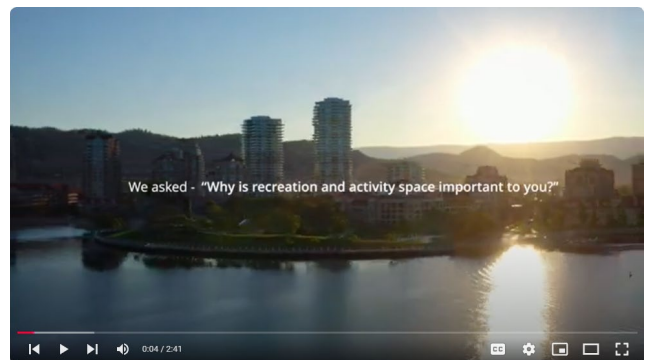 We asked - “Why is recreation and activity space important to you?”
0:04 / 2:41
CC